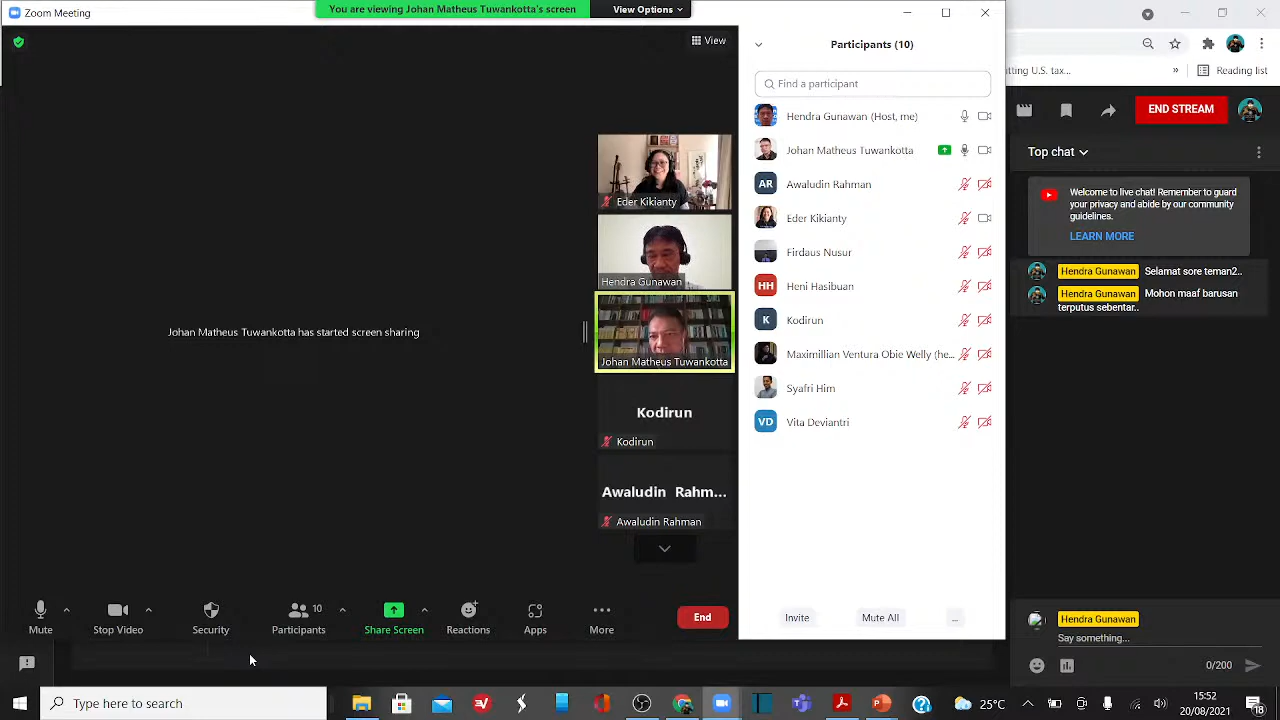 Zoom Meeting
You are viewing Johan Matheus Tuwankotta's screen
View Options
View
Participants (10)
Find a participant
Hendra Gunawan (Host, me)
Johan Matheus Tuwankotta
AR Awaludin Rahman
Eder Kikianty
Firdaus Nusur
HH Heni Hasibuan
K Kodirun
Maximillian Ventura Obie Welly (he...
Syafri Him
VD Vita Deviantri
Eder Kikianty
Hendra Gunawan
Johan Matheus Tuwankotta
Kodirun
Kodirun
Awaludin Rahm...
Awaludin Rahman
Johan Matheus Tuwankotta has started screen sharing
Mute
Stop Video
Security
Participants
10
Share Screen
Reactions
Apps
More
End
Invite
Mute All
...
tting U.S. tax...
»
Reading list
END STREAM
Top chat
Welcome to live chat! Remember to guard
your privacy and abide by our community
guidelines.
LEARN MORE
Hendra Gunawan Selamat sore teman2..
Hendra Gunawan Mohon maaf barusan
terputus sebentar..
Hendra Gunawan
Say something...
0/200
Type here to search
25°C
15:52
20/08/2021